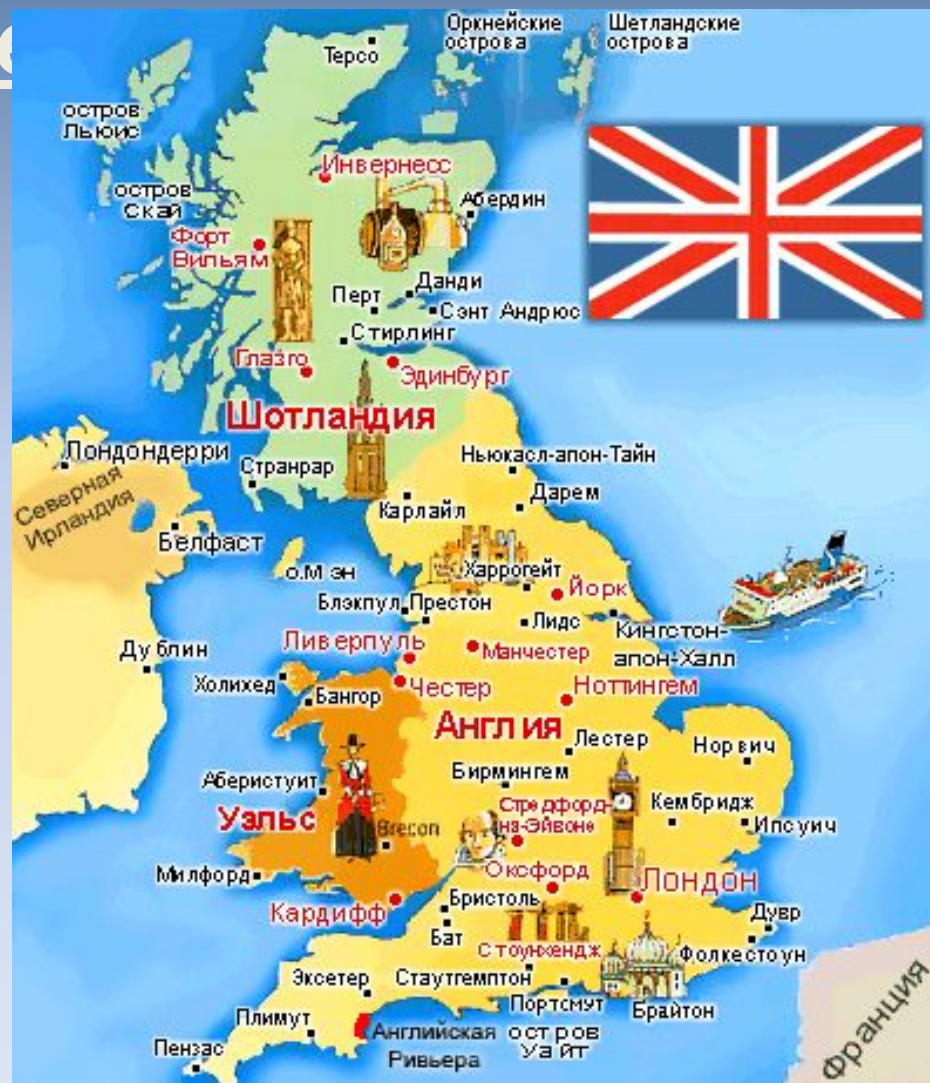 Оркнейские
острова
Шетландские
острова
Терсо
остров
Льюис
остров
Скай
Инвернесс
Абердин
Форт
Вильям
Данди
Перт
Сэнт Андрюс
Стирлинг
Глазго
Эдинбург
Шотландия
Лондондерри
Странрар
Ньюкасл-апон-Тайн
Северная
Ирландия
Карлайл
Дарем
Белфаст
о.Мэн
Харрогейт
Йорк
Блэкпул
Престон
Лидс
Кингстон-
апон-Халл
Дублин
Ливерпуль
Манчестер
Холихед
Бангор
Честер
Ноттингем
Англия
Лестер
Норвич
Аберистуит
Бирмингем
Уэльс
Стредфорд-
на-Эйвоне
Кембридж
Ипсуич
Brecon
Милфорд
Оксфорд
Лондон
Кардифф
Бристоль
Бат
Дувр
Стоунхендж
Фолкестоун
Эксетер
Стаутгемптон
Портсмут
Брайтон
Плимут
Английская
Ривьера
остров
Уайт
Пензас
Франция